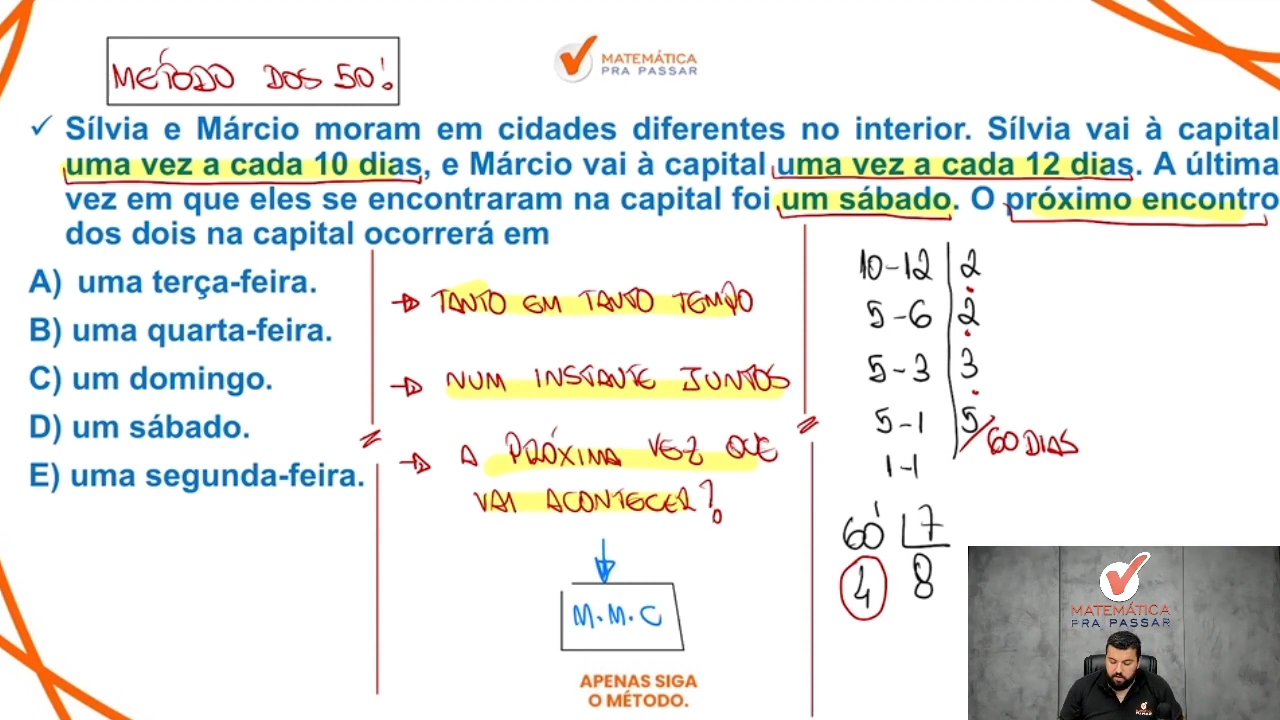 MÉTODO DOS 50!
MATEMÁTICA
PRA PASSAR
✓ Sílvia e Márcio moram em cidades diferentes no interior. Sílvia vai à capital
uma vez a cada 10 dias, e Márcio vai à capital uma vez a cada 12 dias. A última
vez em que eles se encontraram na capital foi um sábado. O próximo encontro
dos dois na capital ocorrerá em
A) uma terça-feira.
B) uma quarta-feira.
C) um domingo.
D) um sábado.
E) uma segunda-feira.
→ TANTO EM TANTO TEMPO
→ NUM INSTANTE JUNTOS
→ A PRÓXIMA VEZ QUE
VAI ACONTECER?
M.M.C
APENAS SIGA
O MÉTODO.
10-12 | 2
5-6 | 2
5-3 | 3
5-1 | 5 / 60 DIAS
1-1
60 7
4 8
MATEMÁTICA
PRA PASSAR